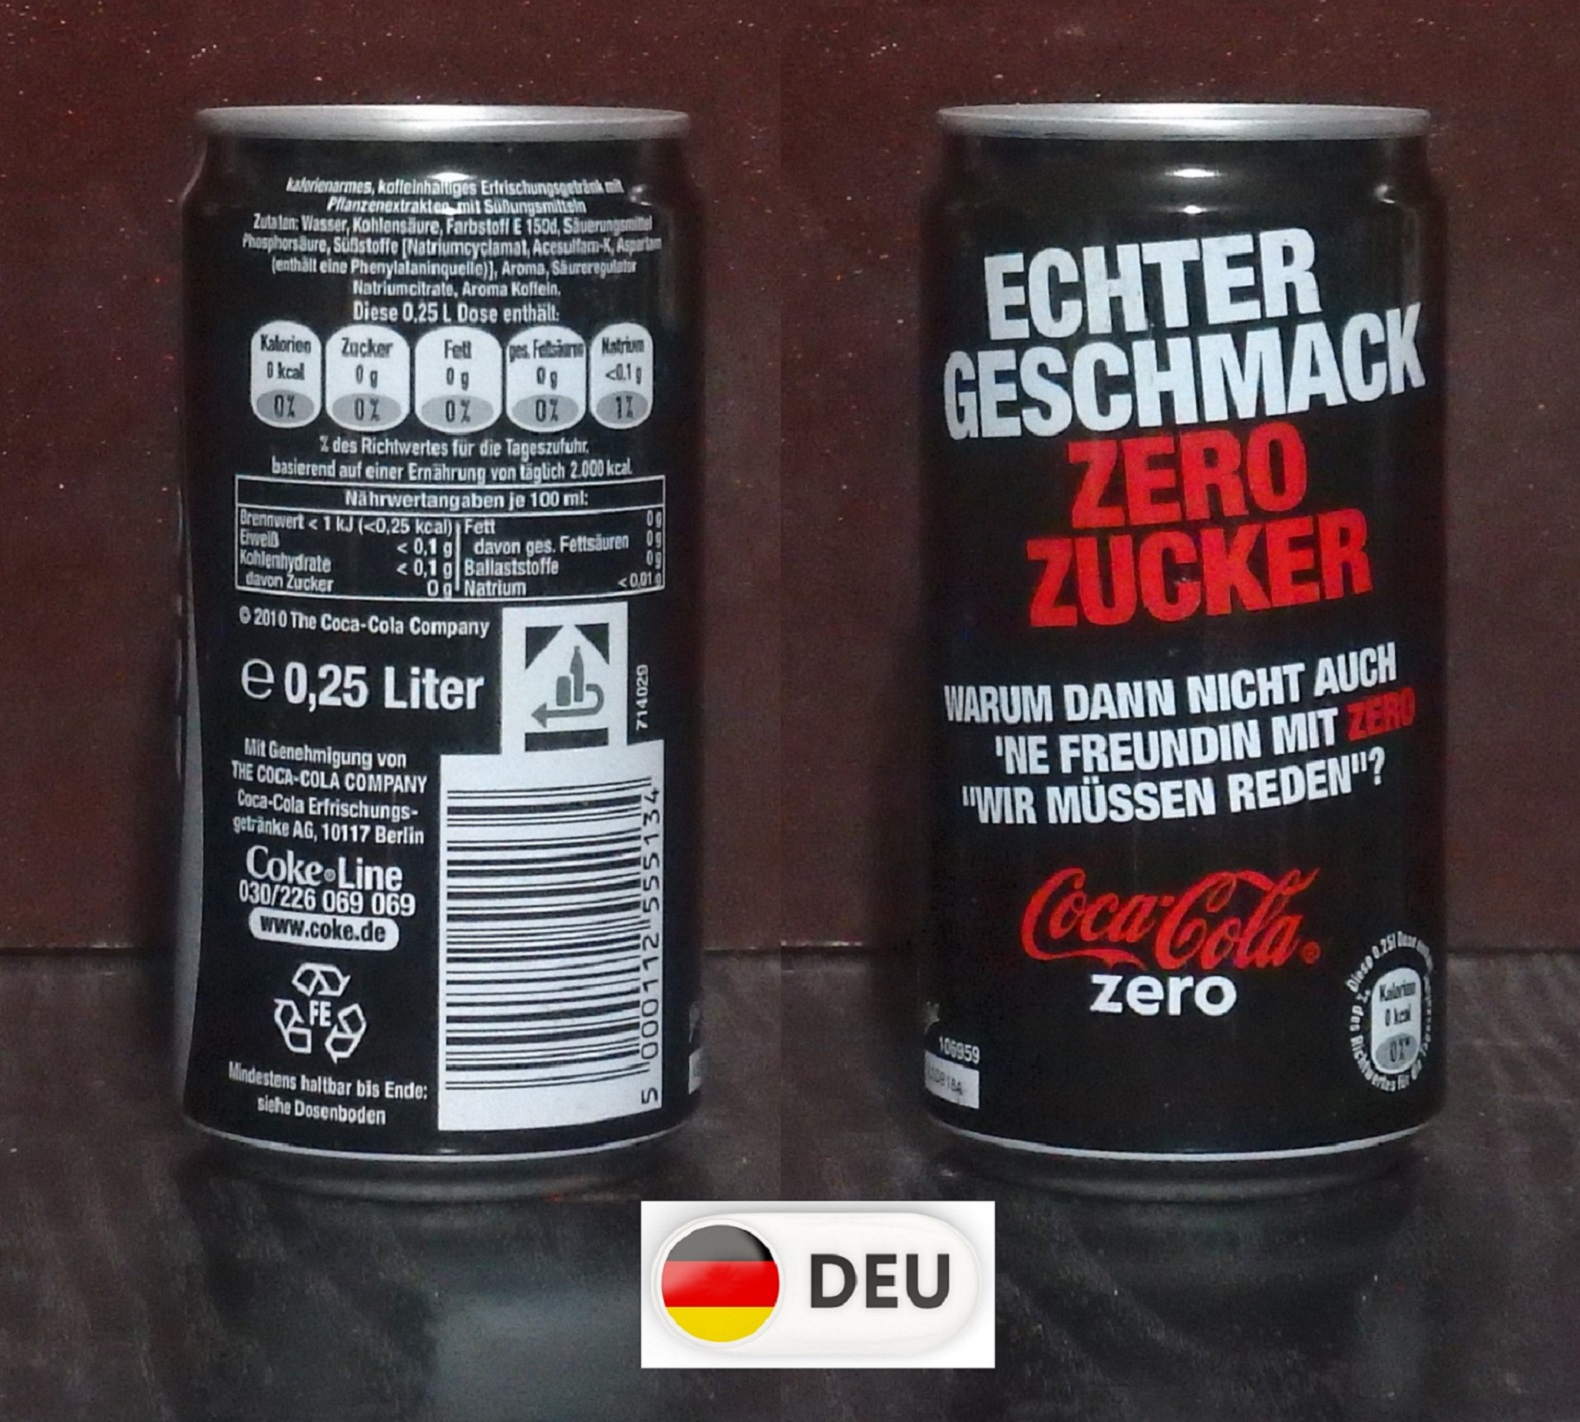 kalorienarmes, koffeinhaltiges Erfrischungsgetränk mit
Pflanzenextrakten, mit Süßungsmitteln
Zutaten: Wasser, Kohlensäure, Farbstoff E 150d, Säuerungsmittel
Phosphorsäure, Süßstoffe [Natriumcyclamat, Acesulfam-K, Aspartam
(enthält eine Phenylalaninquelle)], Aroma, Säureregulator
Natriumcitrate, Aroma Koffein.
Diese 0,25 L Dose enthält:
Kalorien Zucker Fett ges. Fettsäuren Natrium
0 kcal 0 g 0 g 0 g <0,1 g
0% 0% 0% 0% 1%
% des Richtwertes für die Tageszufuhr,
basierend auf einer Ernährung von täglich 2.000 kcal.
Nährwertangaben je 100 ml:
Brennwert < 1 kJ (<0,25 kcal) Fett 0 g
Eiweiß < 0,1 g davon ges. Fettsäuren 0 g
Kohlenhydrate < 0,1 g Ballaststoffe 0 g
davon Zucker 0 g Natrium <0,01 g
© 2010 The Coca-Cola Company
e 0,25 Liter
714029
Mit Genehmigung von
THE COCA-COLA COMPANY
Coca-Cola Erfrischungs-
getränke AG, 10117 Berlin
Coke Line
030/226 069 069
www.coke.de
FE
Mindestens haltbar bis Ende:
siehe Dosenboden
5 000112 555134
ECHTER
GESCHMACK
ZERO
ZUCKER
WARUM DANN NICHT AUCH
'NE FREUNDIN MIT ZERO
"WIR MÜSSEN REDEN"?
Coca-Cola®
zero
106959
Diese 0,25l Dose
Kalorien
0 kcal
0%
DEU